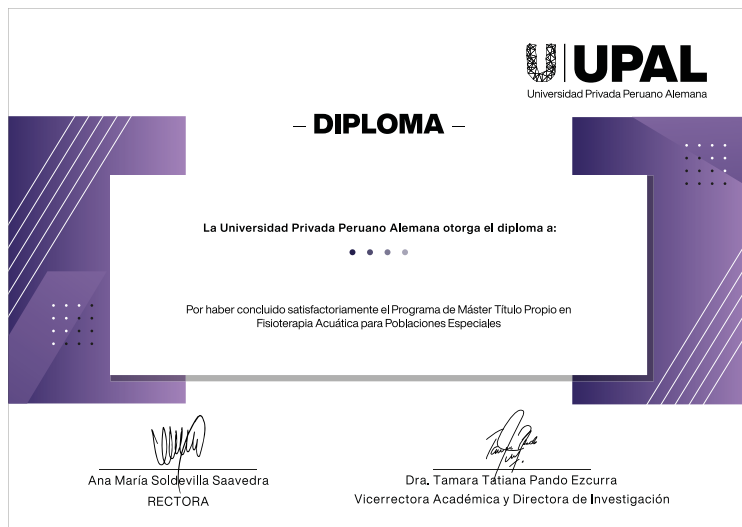 UPAL
Universidad Privada Peruano Alemana
– DIPLOMA –
La Universidad Privada Peruano Alemana otorga el diploma a:
Por haber concluido satisfactoriamente el Programa de Máster Título Propio en
Fisioterapia Acuática para Poblaciones Especiales
Ana María Soldevilla Saavedra
RECTORA
Dra. Tamara Tatiana Pando Ezcurra
Vicerrectora Académica y Directora de Investigación